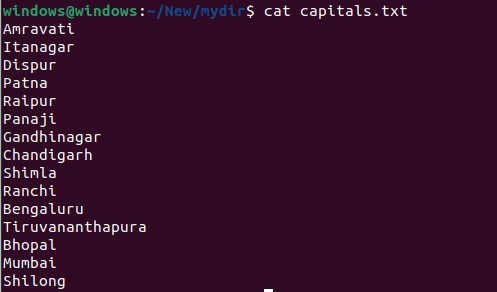 windows@windows:~/New/mydir$ cat capitals.txt
Amravati
Itanagar
Dispur
Patna
Raipur
Panaji
Gandhinagar
Chandigarh
Shimla
Ranchi
Bengaluru
Tiruvananthapura
Bhopal
Mumbai
Shilong